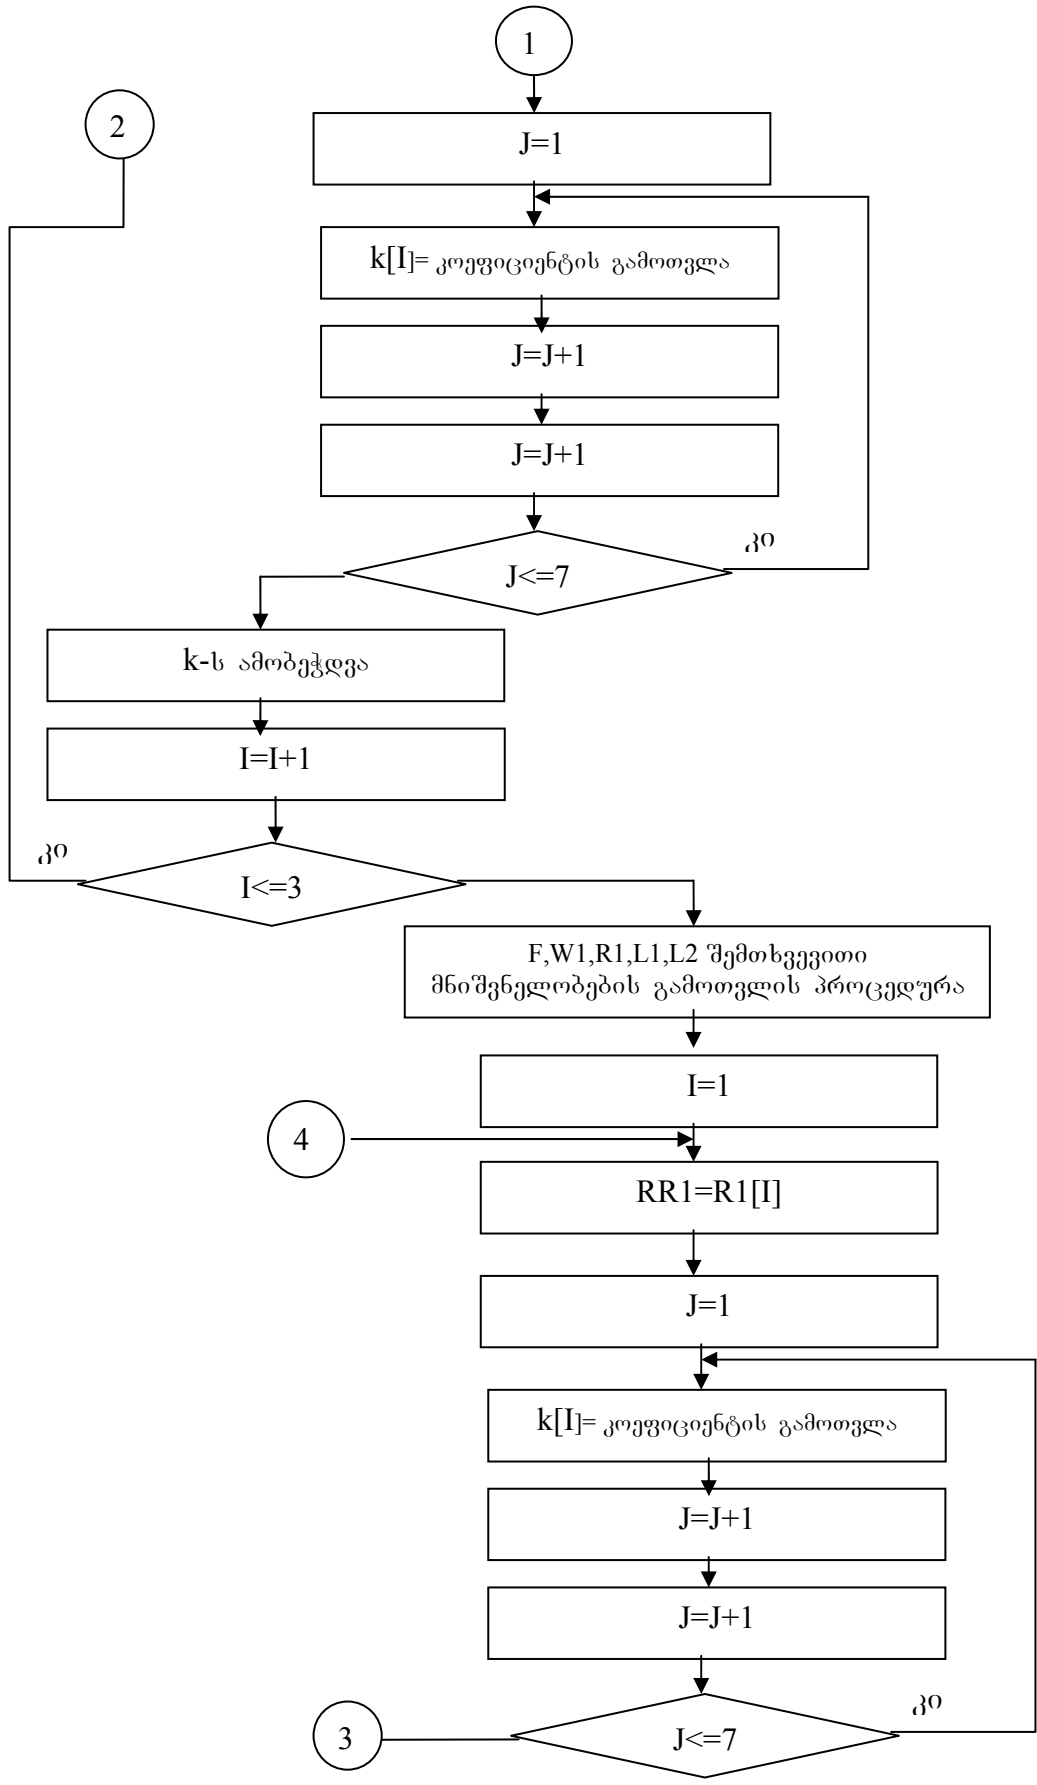 1
2
J=1
k[I]= კოეფიციენტის გამოთვლა
J=J+1
J=J+1
კი
J<=7
k-ს ამობეჭდვა
I=I+1
კი
I<=3
F,W1,R1,L1,L2 შემთხვევითი
მნიშვნელობების გამოთვლის პროცედურა
I=1
4
RR1=R1[I]
J=1
k[I]= კოეფიციენტის გამოთვლა
J=J+1
J=J+1
კი
3
J<=7